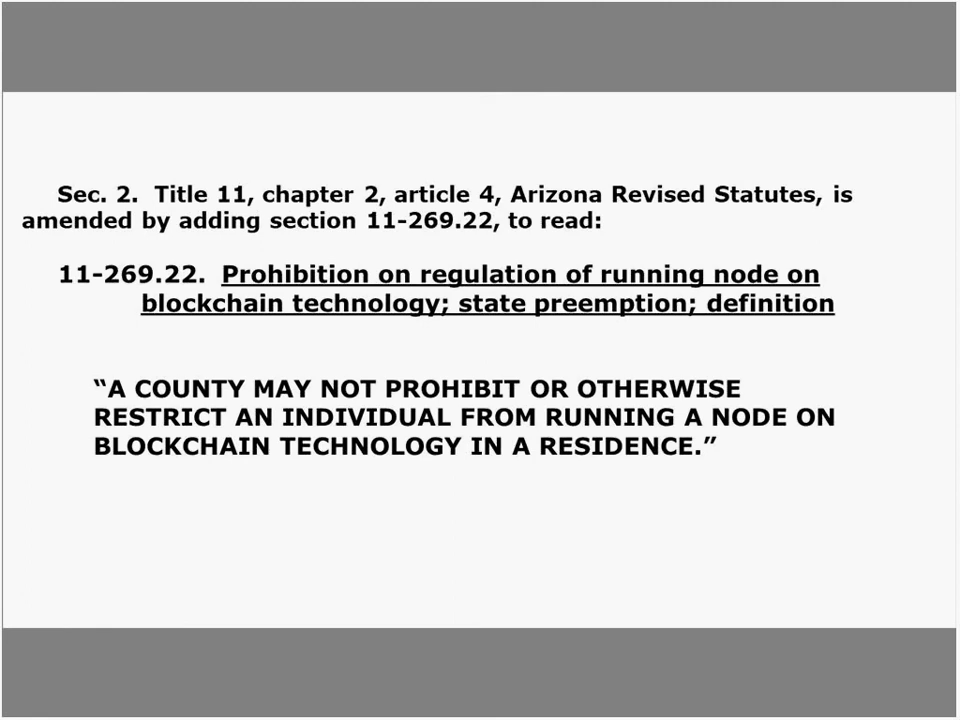 Sec. 2. Title 11, chapter 2, article 4, Arizona Revised Statutes, is
amended by adding section 11-269.22, to read:
11-269.22. Prohibition on regulation of running node on
blockchain technology; state preemption; definition
“A COUNTY MAY NOT PROHIBIT OR OTHERWISE
RESTRICT AN INDIVIDUAL FROM RUNNING A NODE ON
BLOCKCHAIN TECHNOLOGY IN A RESIDENCE.”